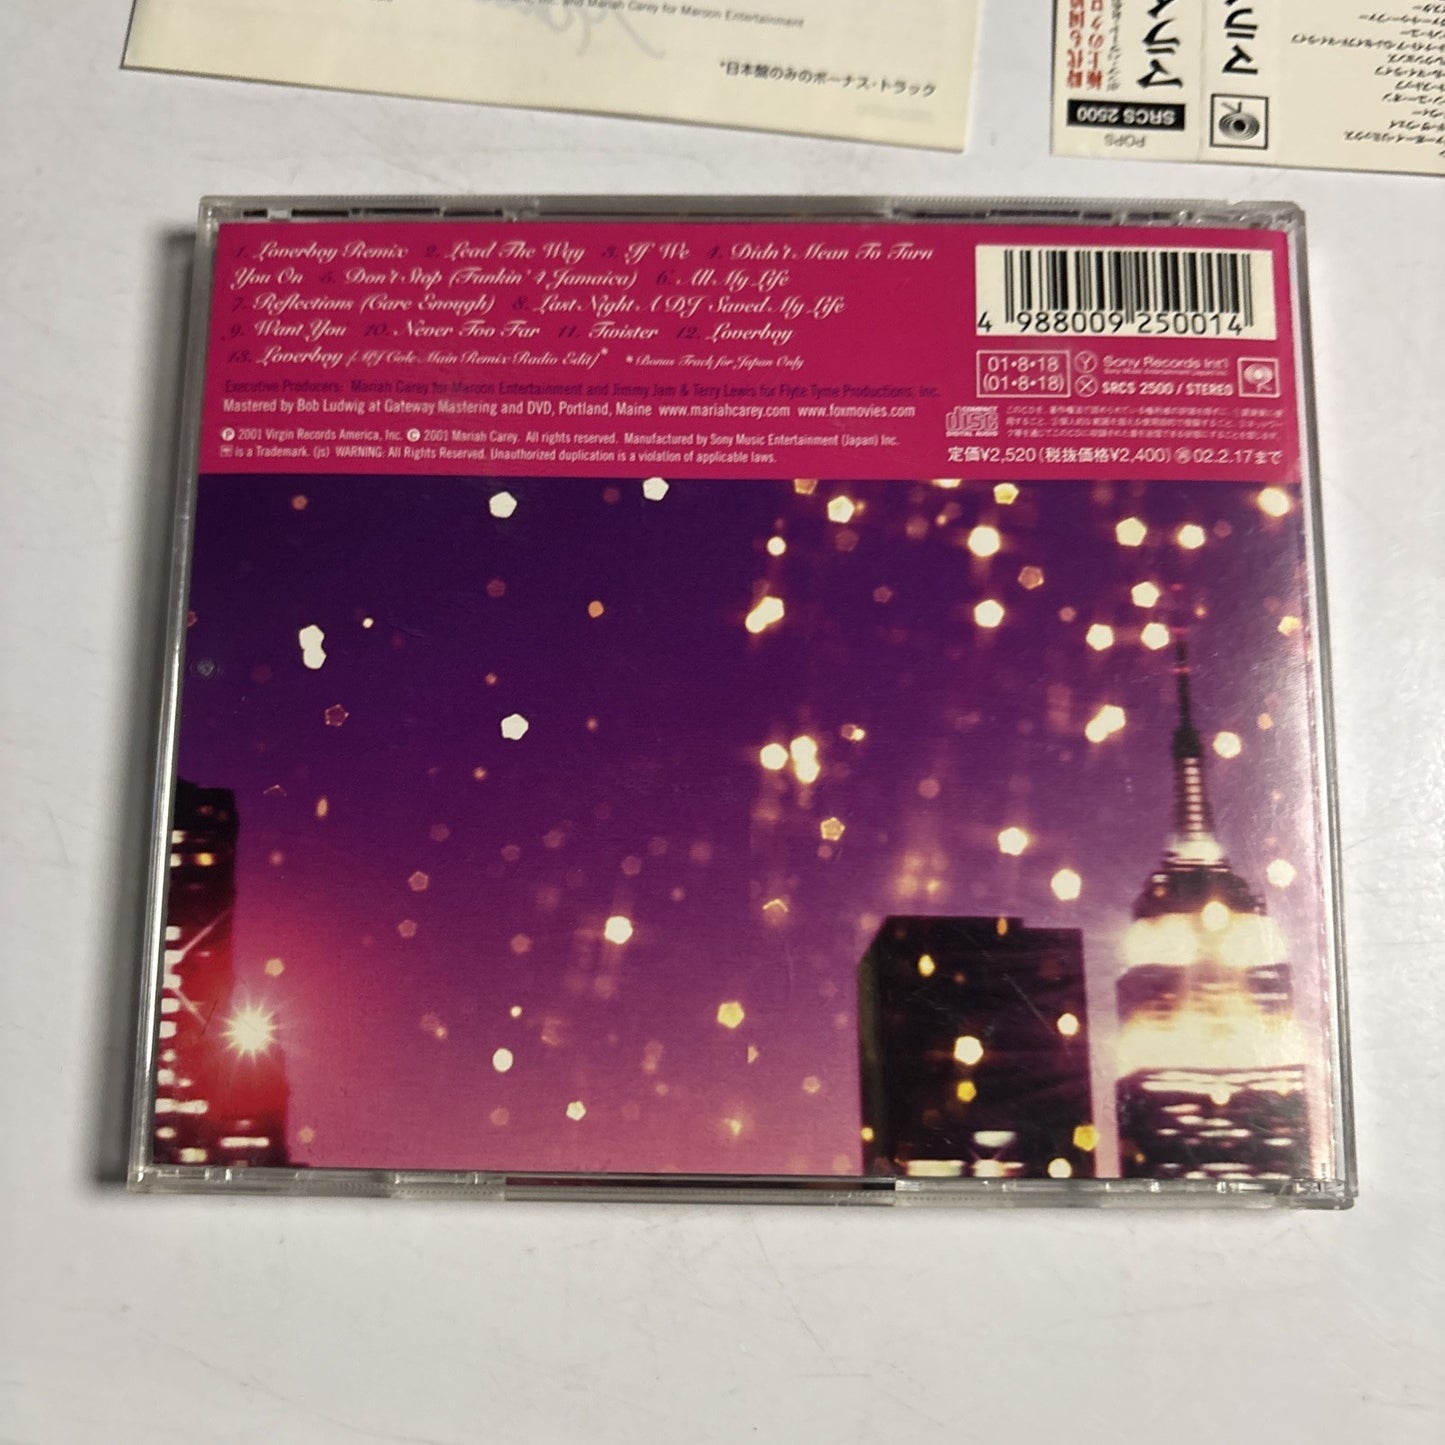 Mariah Carey for Maroon Entertainment
*日本盤のみのボーナス・トラック
SRCS 2500
POPS
1. Loverboy Remix 2. Lead The Way 3. If We 4. Didn't Mean To Turn
You On 5. Don't Stop (Funkin' 4 Jamaica) 6. All My Life
7. Reflections (Care Enough) 8. Last Night A DJ Saved My Life
9. Want You 10. Never Too Far 11. Twister 12. Loverboy
13. Loverboy (MJ Cole Main Remix Radio Edit)* *Bonus Track for Japan Only
Executive Producers: Mariah Carey for Maroon Entertainment and Jimmy Jam & Terry Lewis for Flyte Tyme Productions, Inc.
Mastered by Bob Ludwig at Gateway Mastering and DVD, Portland, Maine www.mariahcarey.com www.foxmovies.com
Ⓟ 2001 Virgin Records America, Inc. © 2001 Mariah Carey. All rights reserved. Manufactured by Sony Music Entertainment (Japan) Inc.
is a Trademark. (js) WARNING: All Rights Reserved. Unauthorized duplication is a violation of applicable laws.
4 988009 250014
01・8・18
(01・8・18)
Ⓨ Sony Records Int'l
Ⓧ SRCS 2500 / STEREO
COMPACT
disc
DIGITAL AUDIO
定価¥2,520(税抜価格¥2,400) 再 02.2.17まで